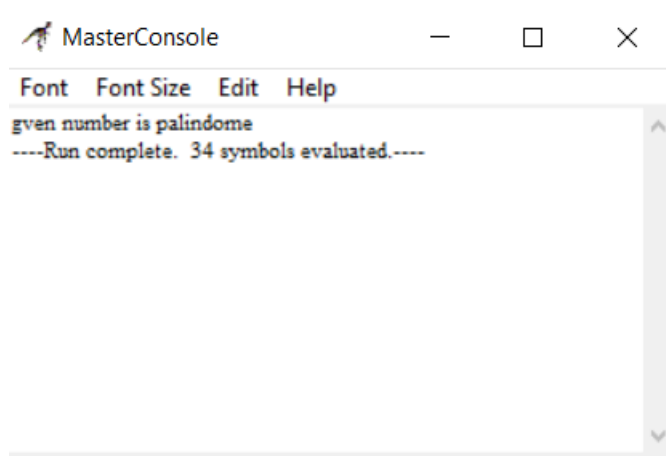 MasterConsole
Font Font Size Edit Help
gven number is palindome
----Run complete.  34 symbols evaluated.----